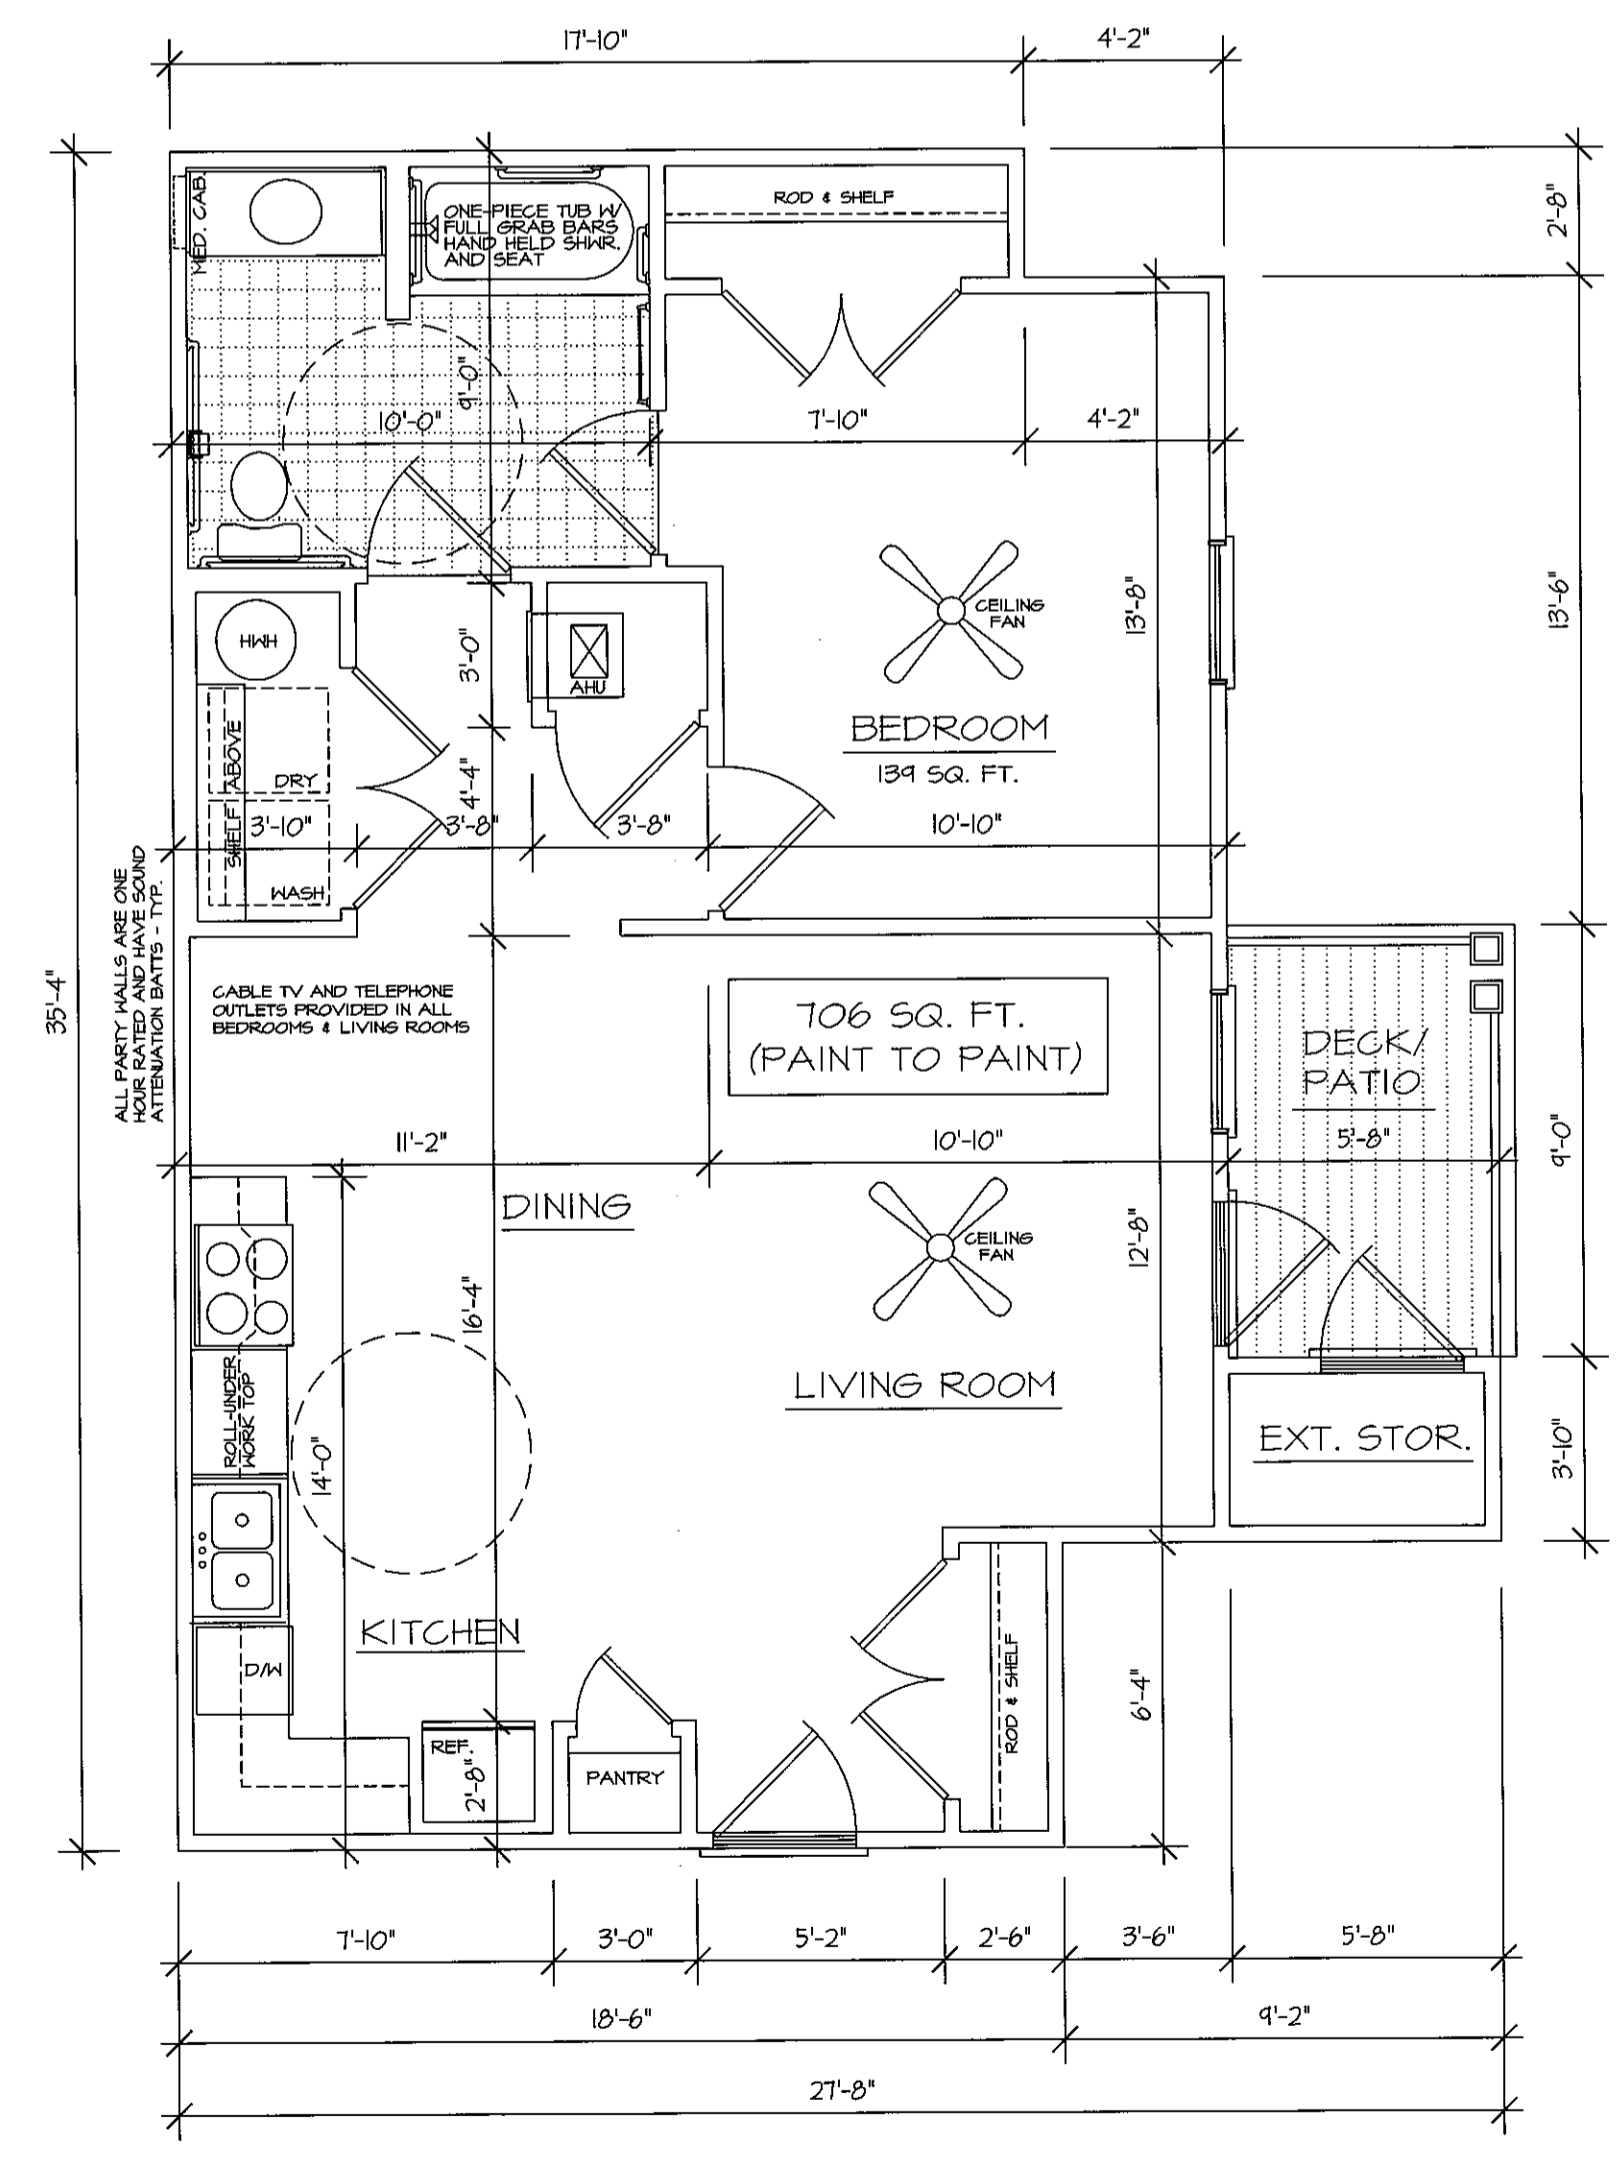 17'-10"
4'-2"
2'-8"
MED. CAB.
ONE-PIECE TUB W/
FULL GRAB BARS
HAND HELD SHWR.
AND SEAT
ROD & SHELF
9'-0"
10'-0"
7'-10"
4'-2"
13'-8"
13'-6"
CEILING
FAN
HWH
3'-0"
AHU
BEDROOM
139 SQ. FT.
SHELF ABOVE
DRY
4'-4"
3'-10"
3'-8"
3'-8"
10'-10"
WASH
ALL PARTY WALLS ARE ONE
HOUR RATED AND HAVE SOUND
ATTENUATION BATTS - TYP.
35'-4"
CABLE TV AND TELEPHONE
OUTLETS PROVIDED IN ALL
BEDROOMS & LIVING ROOMS
706 SQ. FT.
(PAINT TO PAINT)
DECK/
PATIO
5'-8"
9'-0"
11'-2"
10'-10"
DINING
CEILING
FAN
12'-8"
16'-4"
ROLL-UNDER
WORK TOP
14'-0"
LIVING ROOM
EXT. STOR.
3'-10"
KITCHEN
D/W
ROD & SHELF
6'-4"
REF.
2'-8"
PANTRY
7'-10"
3'-0"
5'-2"
2'-6"
3'-6"
5'-8"
18'-6"
9'-2"
27'-8"